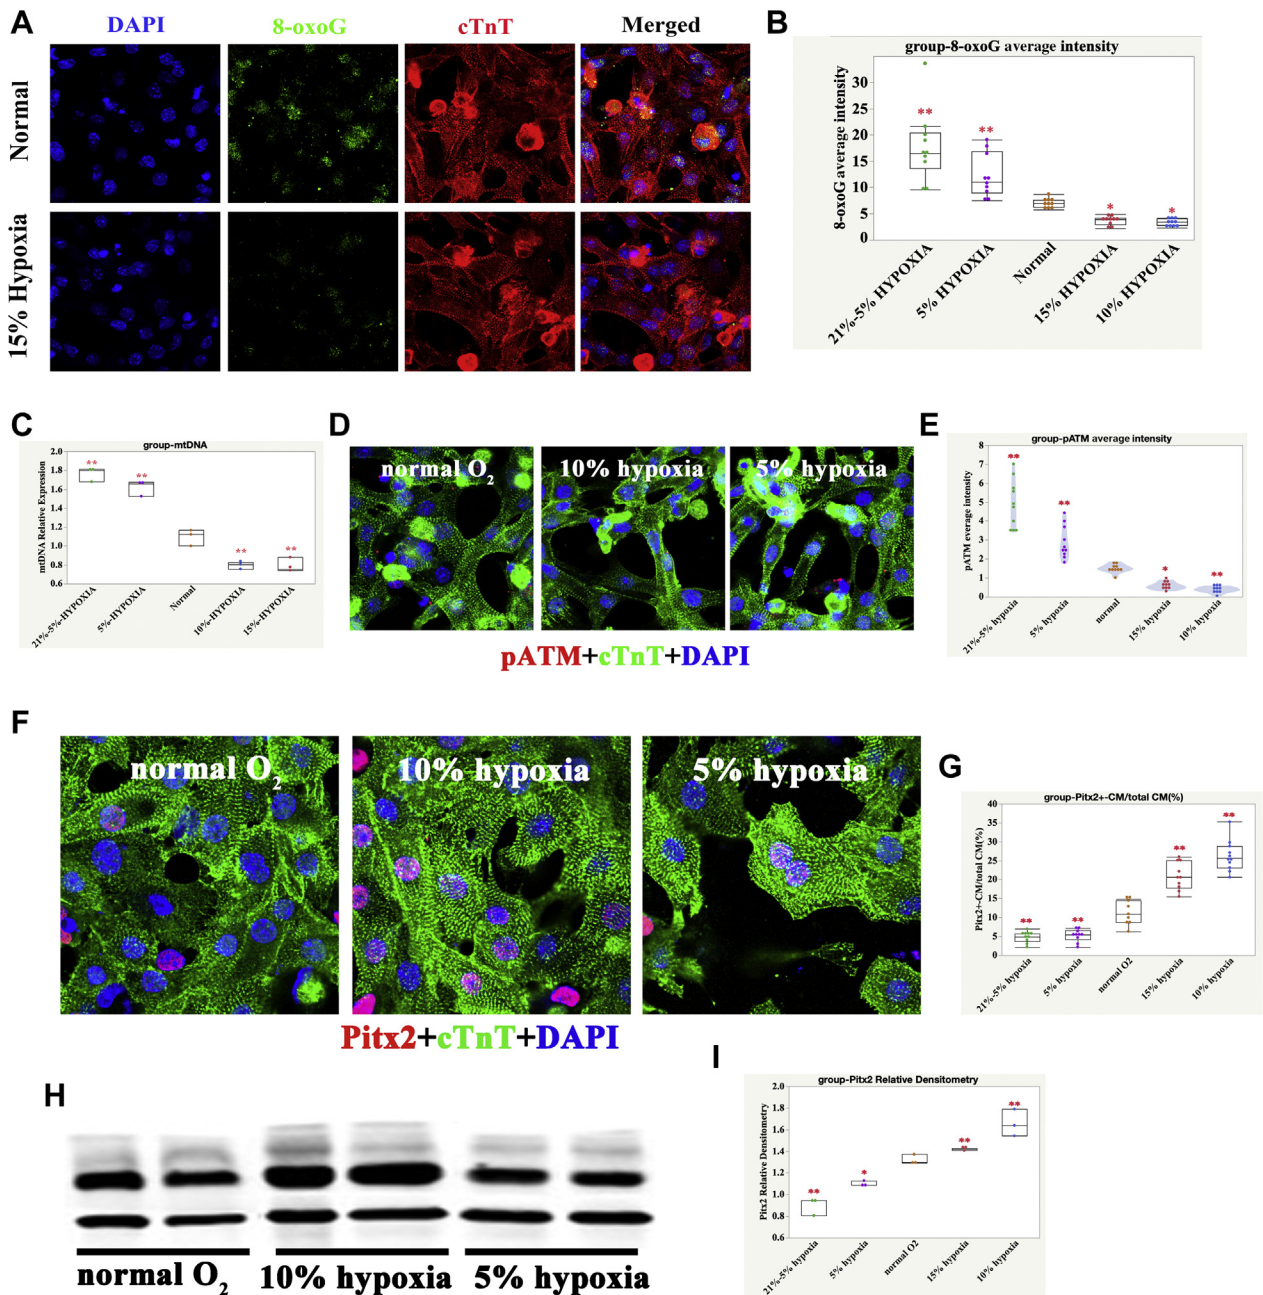 A
DAPI
8-oxoG
cTnT
Merged
Normal
15% Hypoxia
B
group-8-oxoG average intensity
8-oxoG average intensity
30
25
20
15
10
5
0
**
**
*
*
21%-5% HYPOXIA
5% HYPOXIA
Normal
15% HYPOXIA
10% HYPOXIA
C
group-mtDNA
mtDNA Relative Expression
2.0
1.8
1.6
1.4
1.2
1.0
0.8
0.6
**
**
**
**
21%-5%-HYPOXIA
5%-HYPOXIA
Normal
10%-HYPOXIA
15%-HYPOXIA
D
normal O2
10% hypoxia
5% hypoxia
pATM+cTnT+DAPI
E
group-pATM average intensity
pATM average intensity
8
7
6
5
4
3
2
1
0
**
**
*
**
21%-5% hypoxia
5% hypoxia
normal
15% hypoxia
10% hypoxia
F
normal O2
10% hypoxia
5% hypoxia
Pitx2+cTnT+DAPI
G
group-Pitx2+-CM/total CM(%)
Pitx2+-CM/total CM(%)
40
35
30
25
20
15
10
5
0
**
**
**
**
21%-5% hypoxia
5% hypoxia
normal O2
15% hypoxia
10% hypoxia
H
normal O2
10% hypoxia
5% hypoxia
I
group-Pitx2 Relative Densitometry
Pitx2 Relative Densitometry
2.0
1.8
1.6
1.4
1.2
1.0
0.8
0.6
**
*
**
**
21%-5% hypoxia
5% hypoxia
normal O2
15% hypoxia
10% hypoxia